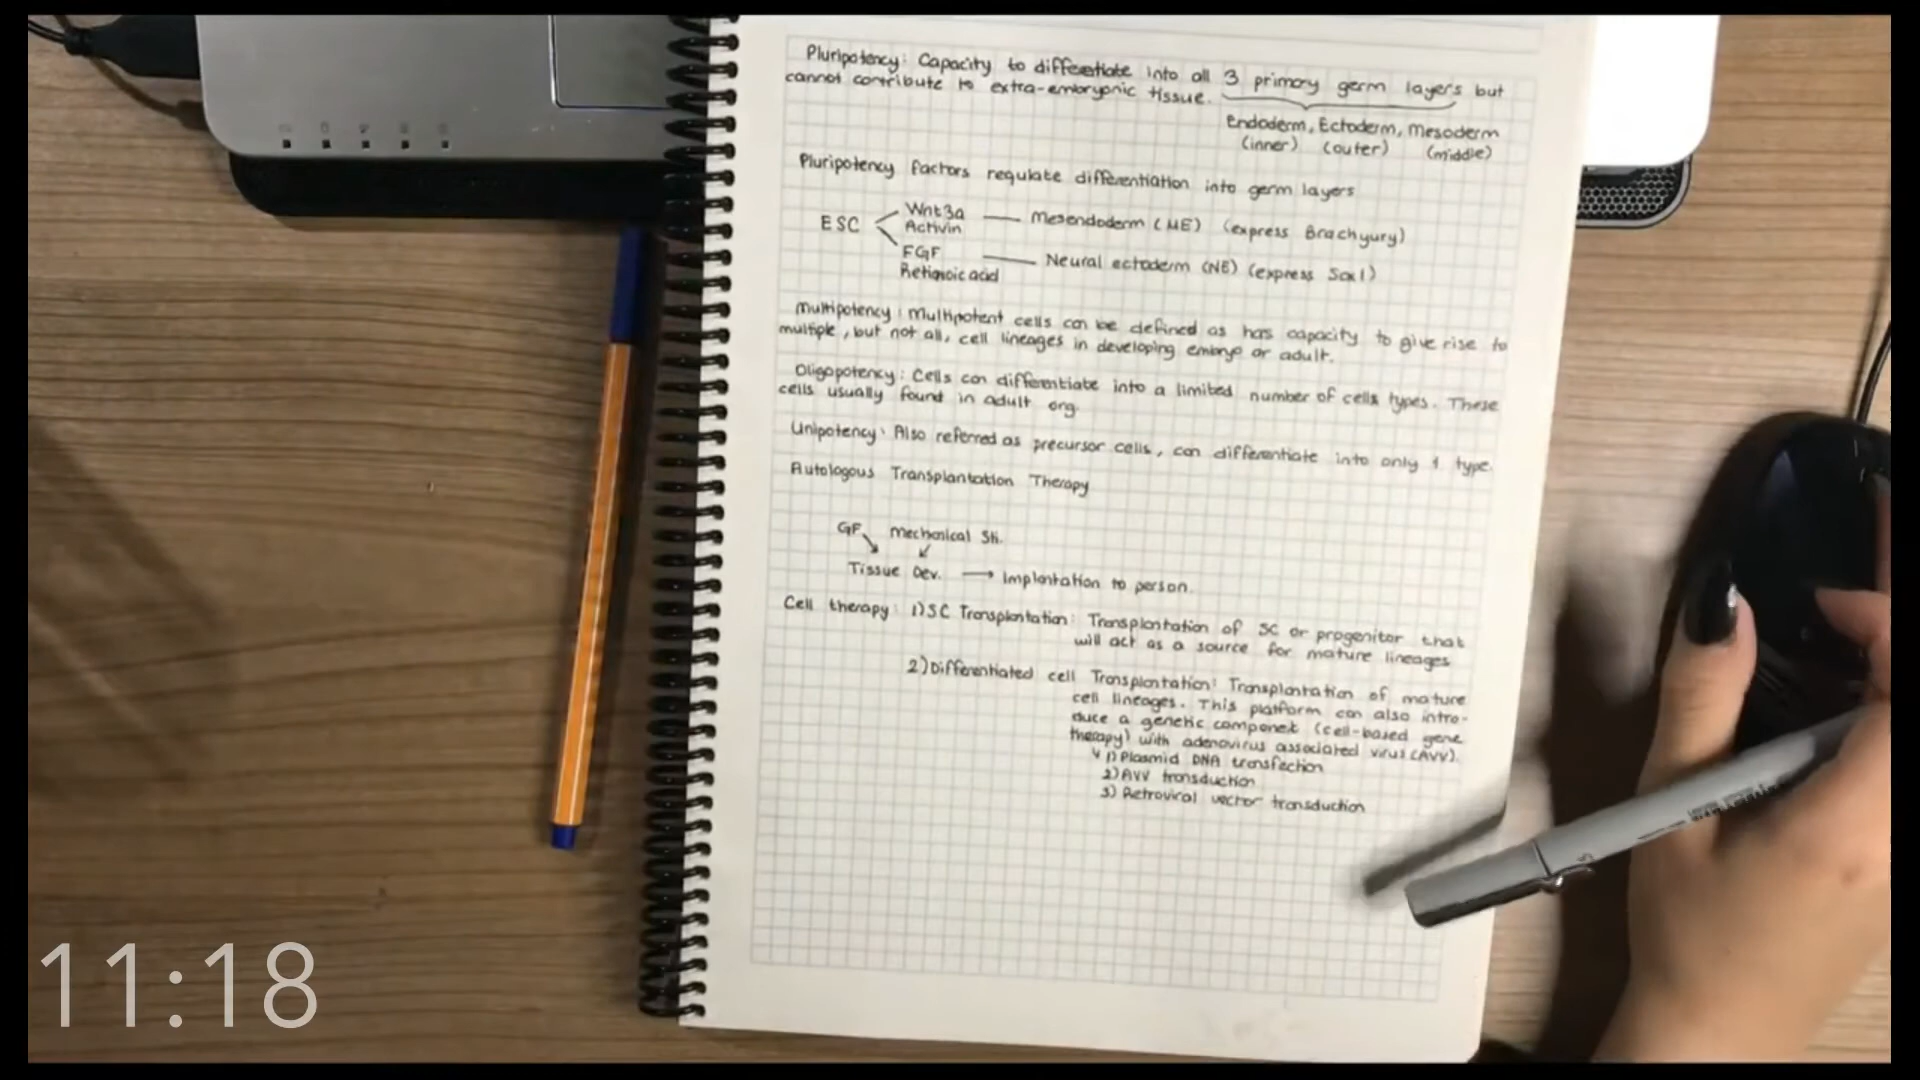 Pluripotency: Capacity to differentiate into all 3 primary germ layers but
cannot contribute to extra-embryonic tissue.
Endoderm, Ectoderm, Mesoderm
(inner) (outer) (middle)
Pluripotency factors regulate differentiation into germ layers
ESC
Wnt3a
Activin
Mesendoderm (ME) (express Brachyury)
FGF
Retinoic acid
Neural ectoderm (NE) (express Sox1)
Multipotency: Multipotent cells can be defined as has capacity to give rise to
multiple, but not all, cell lineages in developing embryo or adult.
Oligopotency: Cells can differentiate into a limited number of cells types. These
cells usually found in adult org.
Unipotency: Also referred as precursor cells, can differentiate into only 1 type.
Autologous Transplantation Therapy
GF mechanical Sti.
Tissue Dev. → Implantation to person.
Cell therapy: 1) SC Transplantation: Transplantation of SC or progenitor that
will act as a source for mature lineages
2) Differentiated cell Transplantation: Transplantation of mature
cell lineages. This platform can also intro-
duce a genetic componet (cell-based gene
therapy) with adenovirus associated virus (AVV).
↳ 1) Plasmid DNA transfection
2) AVV transduction
3) Retroviral vector transduction
11:18